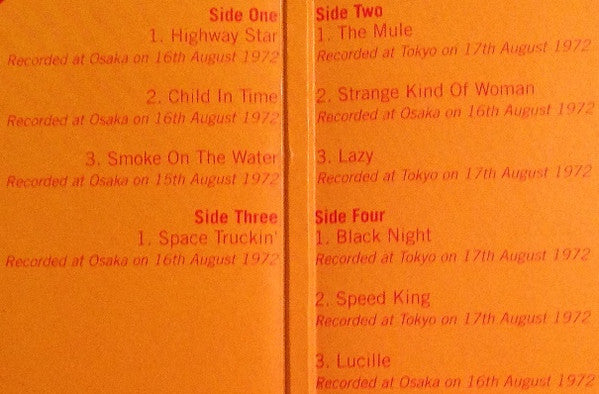 Side One
1. Highway Star
Recorded at Osaka on 16th August 1972
2. Child In Time
Recorded at Osaka on 16th August 1972
3. Smoke On The Water
Recorded at Osaka on 15th August 1972
Side Three
1. Space Truckin'
Recorded at Osaka on 16th August 1972
Side Two
1. The Mule
Recorded at Tokyo on 17th August 1972
2. Strange Kind Of Woman
Recorded at Osaka on 16th August 1972
3. Lazy
Recorded at Tokyo on 17th August 1972
Side Four
1. Black Night
Recorded at Tokyo on 17th August 1972
2. Speed King
Recorded at Tokyo on 17th August 1972
3. Lucille
Recorded at Osaka on 16th August 1972